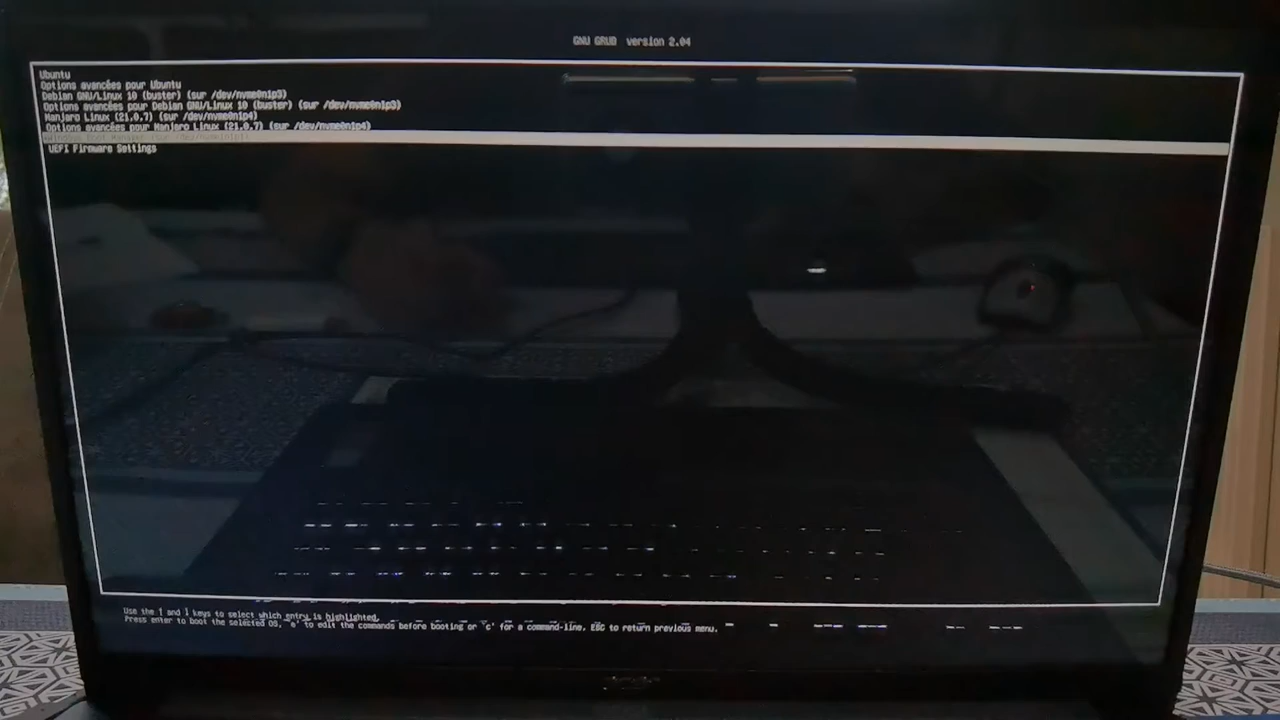 GNU GRUB version 2.04
Ubuntu
Options avancées pour Ubuntu
Debian GNU/Linux 10 (buster) (sur /dev/nvme0n1p3)
Options avancées pour Debian GNU/Linux 10 (buster) (sur /dev/nvme0n1p3)
Manjaro Linux (21.0.7) (sur /dev/nvme0n1p4)
Options avancées pour Manjaro Linux (21.0.7) (sur /dev/nvme0n1p4)
UEFI Firmware Settings
Use the ↑ and ↓ keys to select which entry is highlighted.
Press enter to boot the selected OS, `e' to edit the commands before booting or `c' for a command-line. ESC to return previous menu.